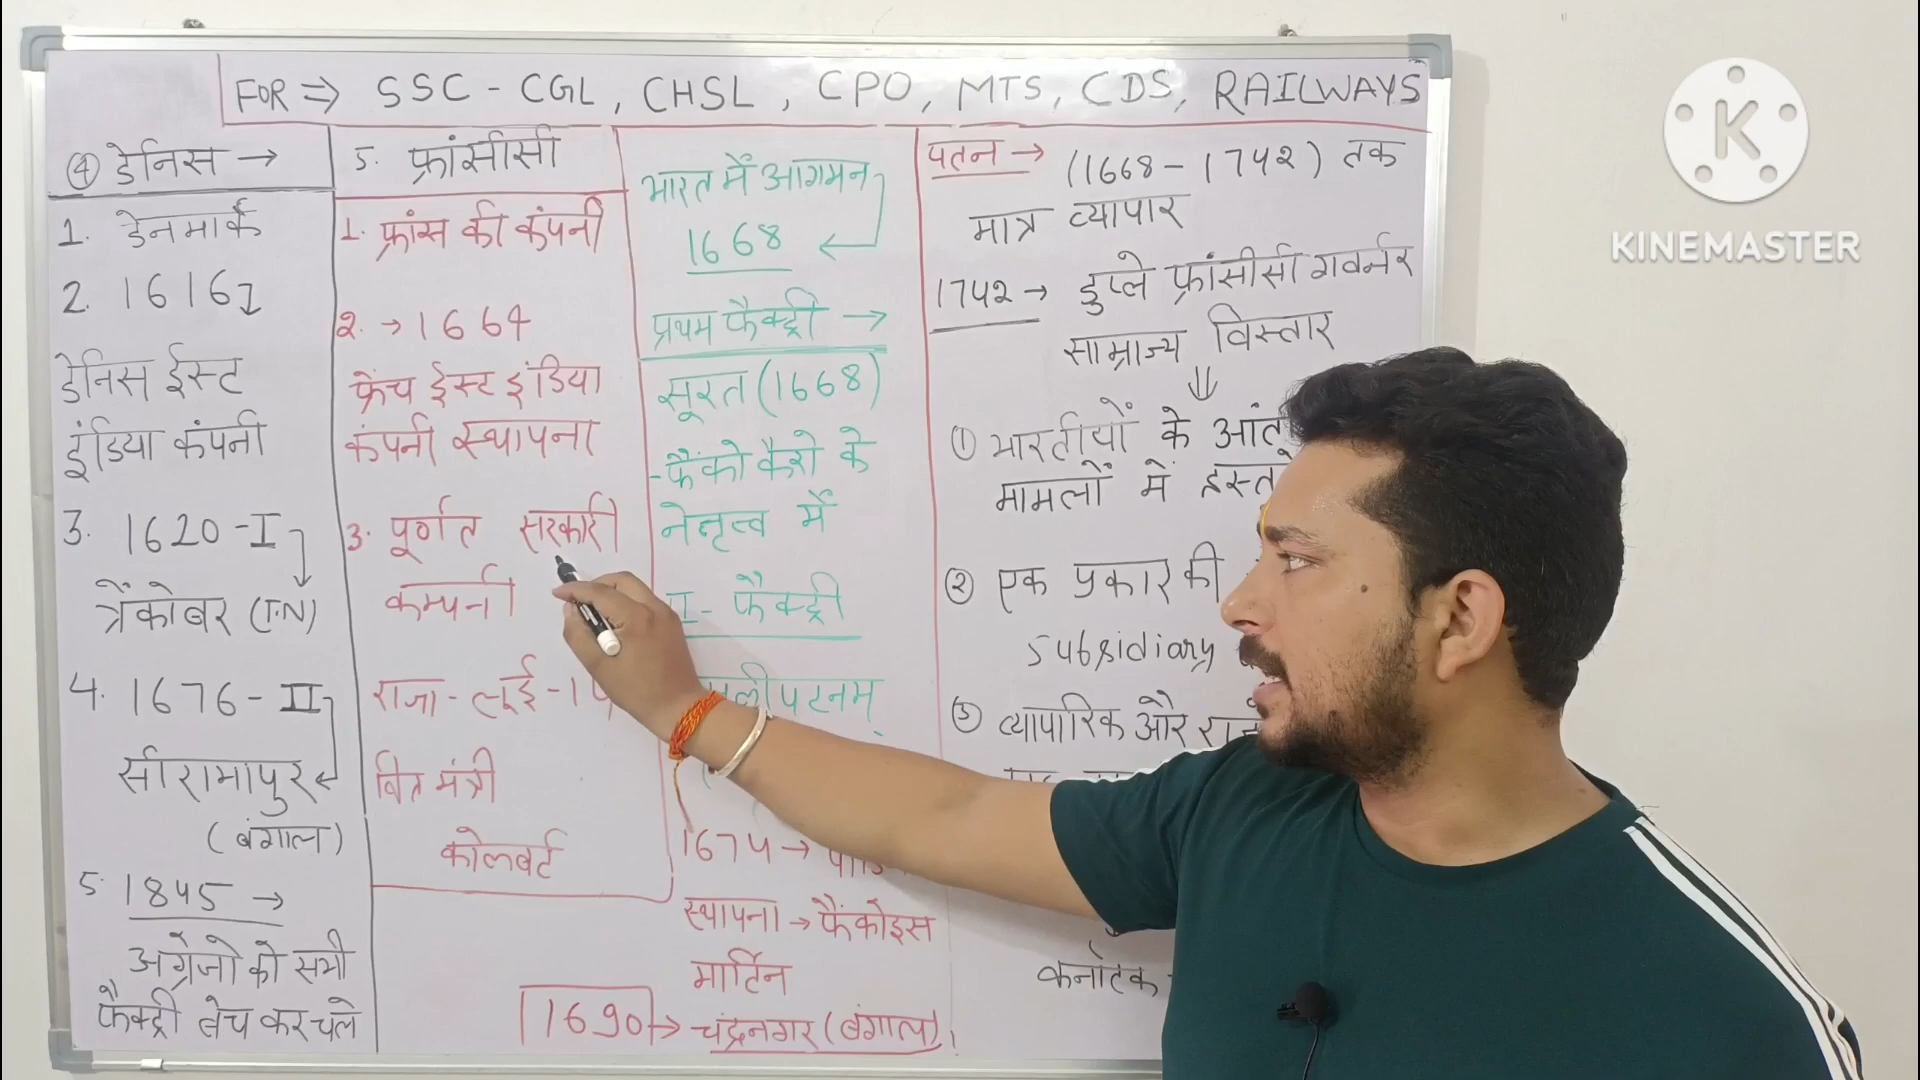 FOR ⇒ SSC - CGL, CHSL, CPO, MTS, CDS, RAILWAYS
④ डेनिस →
1. डेनमार्क
2. 1616 I
डेनिस ईस्ट
इंडिया कंपनी
3. 1620 - I
त्रैंकोबर (T.N)
4. 1676 - II
सीरामापुर
(बंगाल)
5. 1845 →
अंग्रेजो को सभी
फैक्ट्री बेच कर चले
5. फ्रांसीसी
1. फ्रांस की कंपनी
2. → 1664
फ्रेंच ईस्ट इंडिया
कंपनी स्थापना
3. पूर्णत सरकारी
कम्पनी
राजा - लूई - 14
वित मंत्री
कोलबर्ट
भारत में आगमन
1668
प्रथम फैक्ट्री →
सूरत (1668)
- फैंको कैरो के
नेतृत्व में
II - फैक्ट्री
1674 →
स्थापना → फैंकोइस
मार्टिन
1690 → चंद्रनगर (बंगाल)
पतन → (1668 - 1742) तक
मात्र व्यापार
1742 → डुप्ले फ्रांसीसी गवर्नर
साम्राज्य विस्तार
⇓
① भारतीयों के
मामलों में
② एक प्रकार की
Subsidiary
③ व्यापारिक और
कर्नाटक
K
KINEMASTER